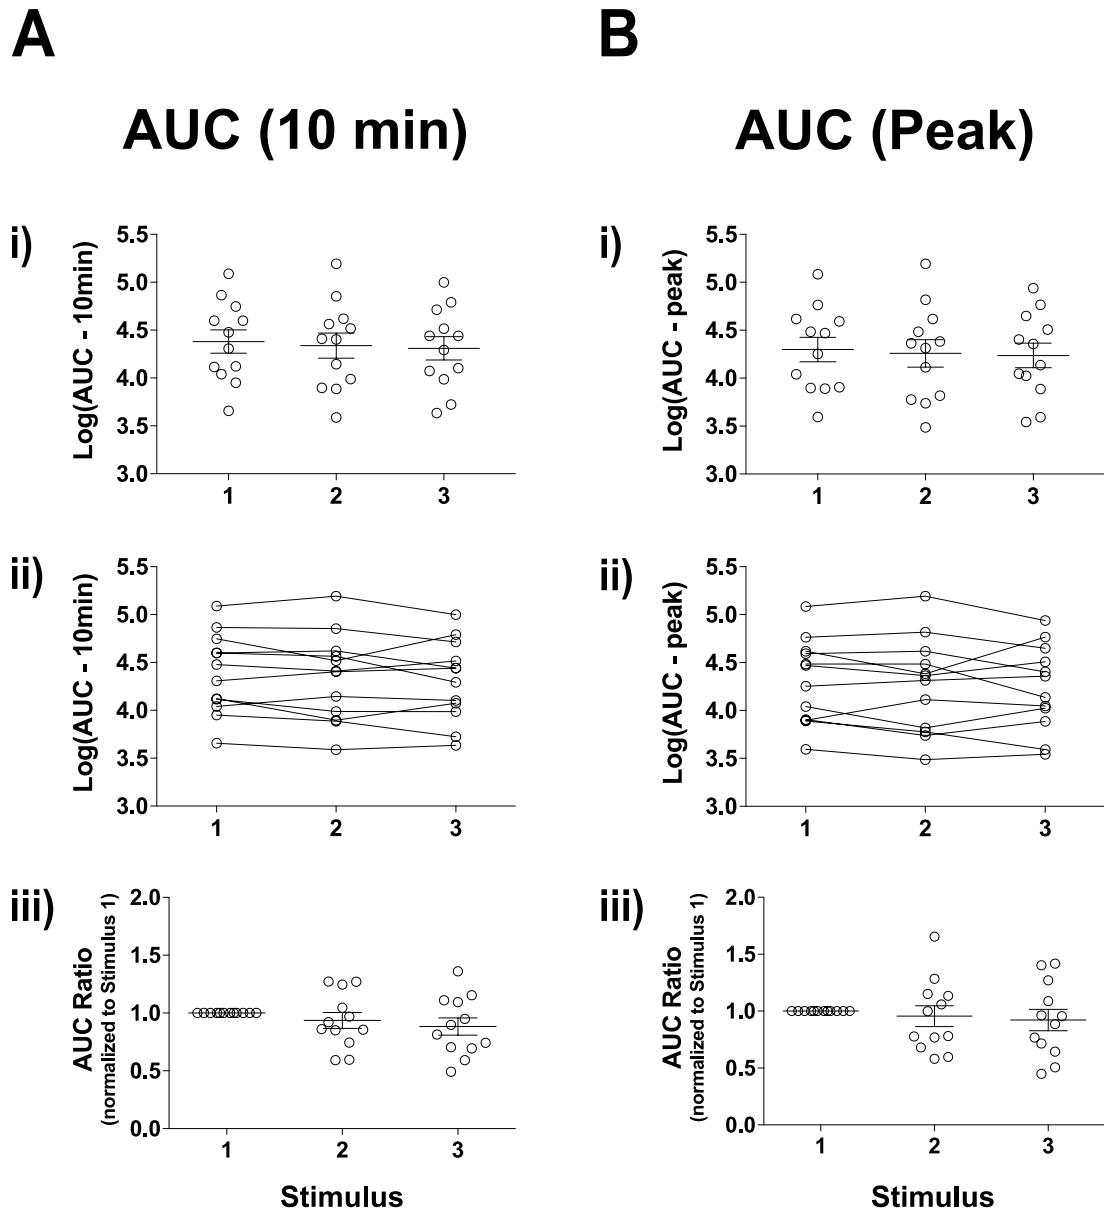 A
AUC (10 min)
i)
Log(AUC - 10min)
5.5
5.0
4.5
4.0
3.5
3.0
1 2 3
ii)
Log(AUC - 10min)
5.5
5.0
4.5
4.0
3.5
3.0
1 2 3
iii)
AUC Ratio
(normalized to Stimulus 1)
2.0
1.5
1.0
0.5
0.0
1 2 3
Stimulus
B
AUC (Peak)
i)
Log(AUC - peak)
5.5
5.0
4.5
4.0
3.5
3.0
1 2 3
ii)
Log(AUC - peak)
5.5
5.0
4.5
4.0
3.5
3.0
1 2 3
iii)
AUC Ratio
(normalized to Stimulus 1)
2.0
1.5
1.0
0.5
0.0
1 2 3
Stimulus